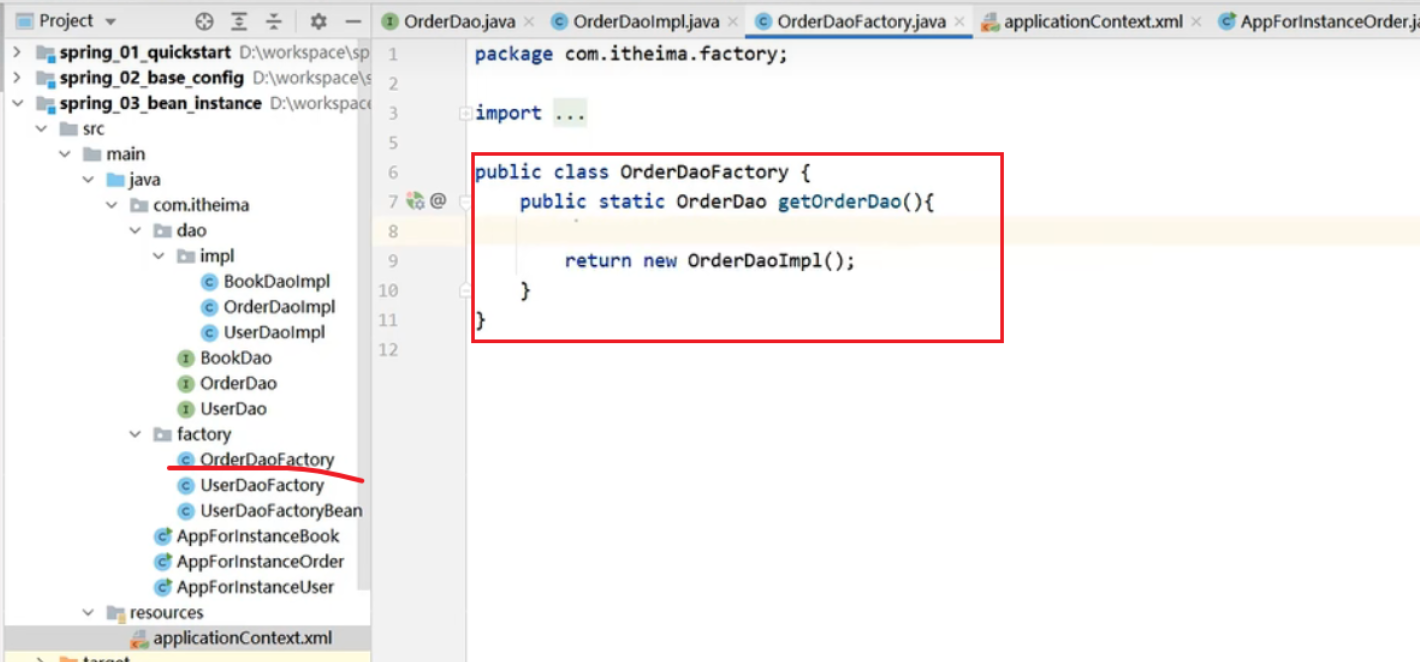 Project
OrderDao.java
OrderDaoImpl.java
OrderDaoFactory.java
applicationContext.xml
AppForInstanceOrder.ja
spring_01_quickstart D:\workspace\sp
spring_02_base_config D:\workspace\s
spring_03_bean_instance D:\workspace
src
main
java
com.itheima
dao
impl
BookDaoImpl
OrderDaoImpl
UserDaoImpl
BookDao
OrderDao
UserDao
factory
OrderDaoFactory
UserDaoFactory
UserDaoFactoryBean
AppForInstanceBook
AppForInstanceOrder
AppForInstanceUser
resources
applicationContext.xml
target
1 package com.itheima.factory;
2
3 import ...
5
6 public class OrderDaoFactory {
7 @ public static OrderDao getOrderDao(){
8
9 return new OrderDaoImpl();
10 }
11 }
12